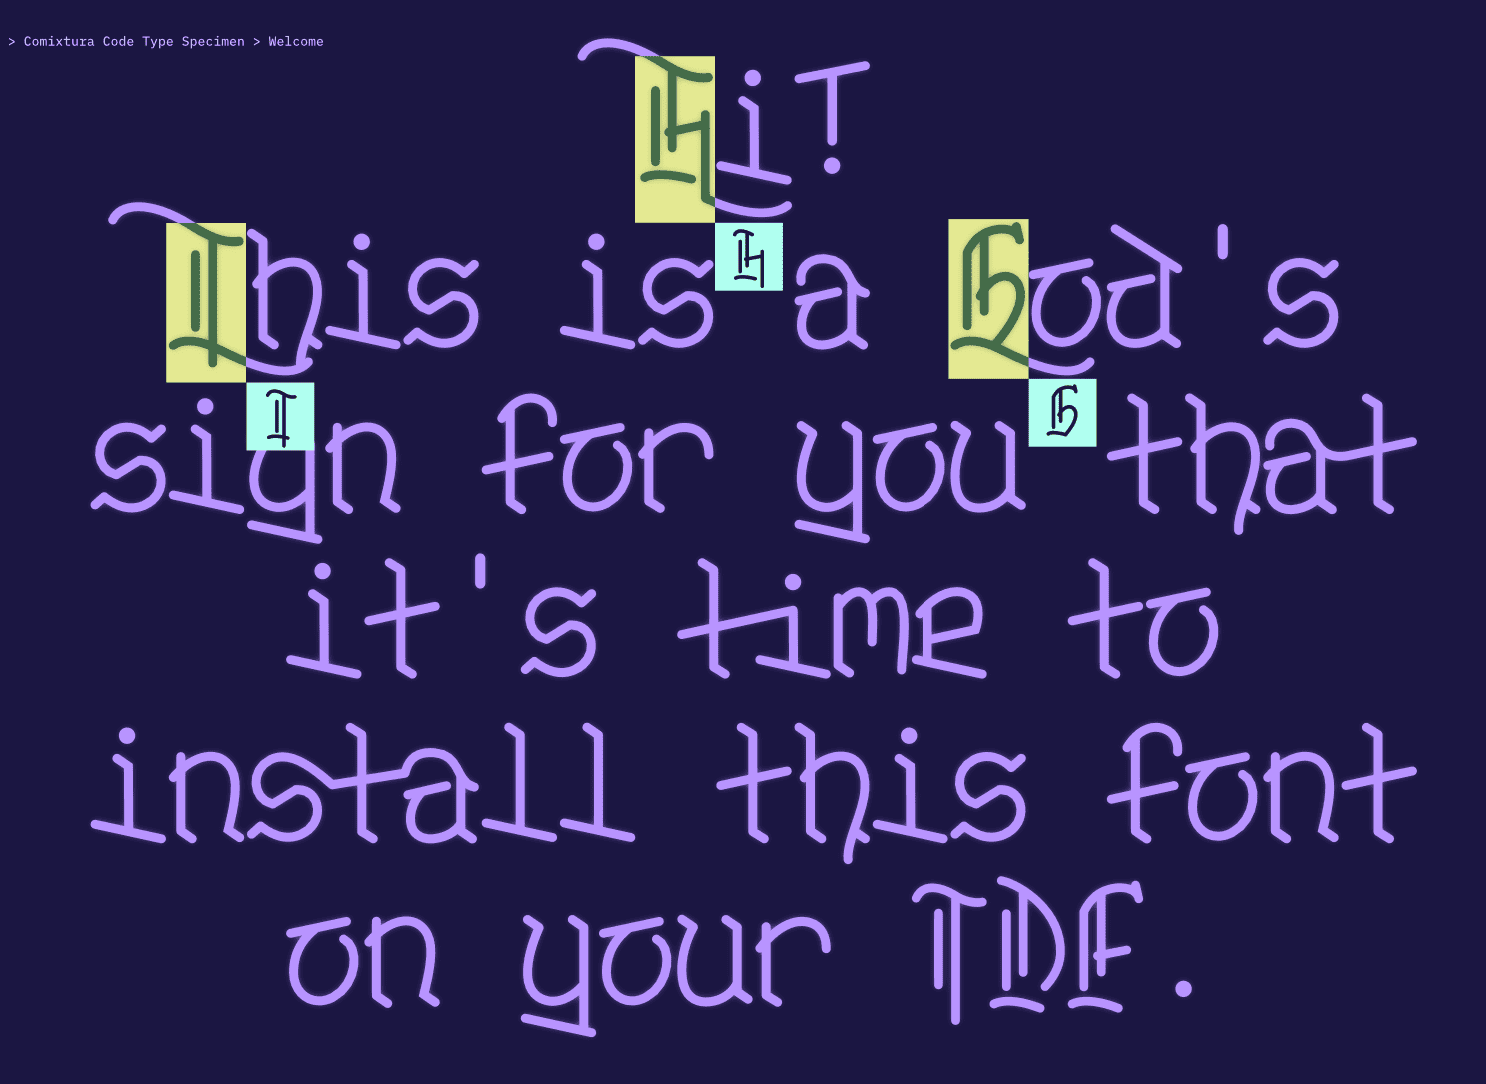 > Comixtura Code Type Specimen > Welcome
Hi!
H
This is a God's
T
G
sign for you that
it's time to
install this font
on your IDE.